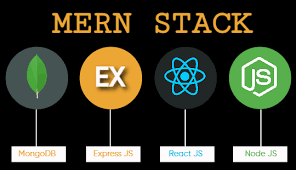 MERN STACK
EX
JS
MongoDB
Express JS
React JS
Node JS